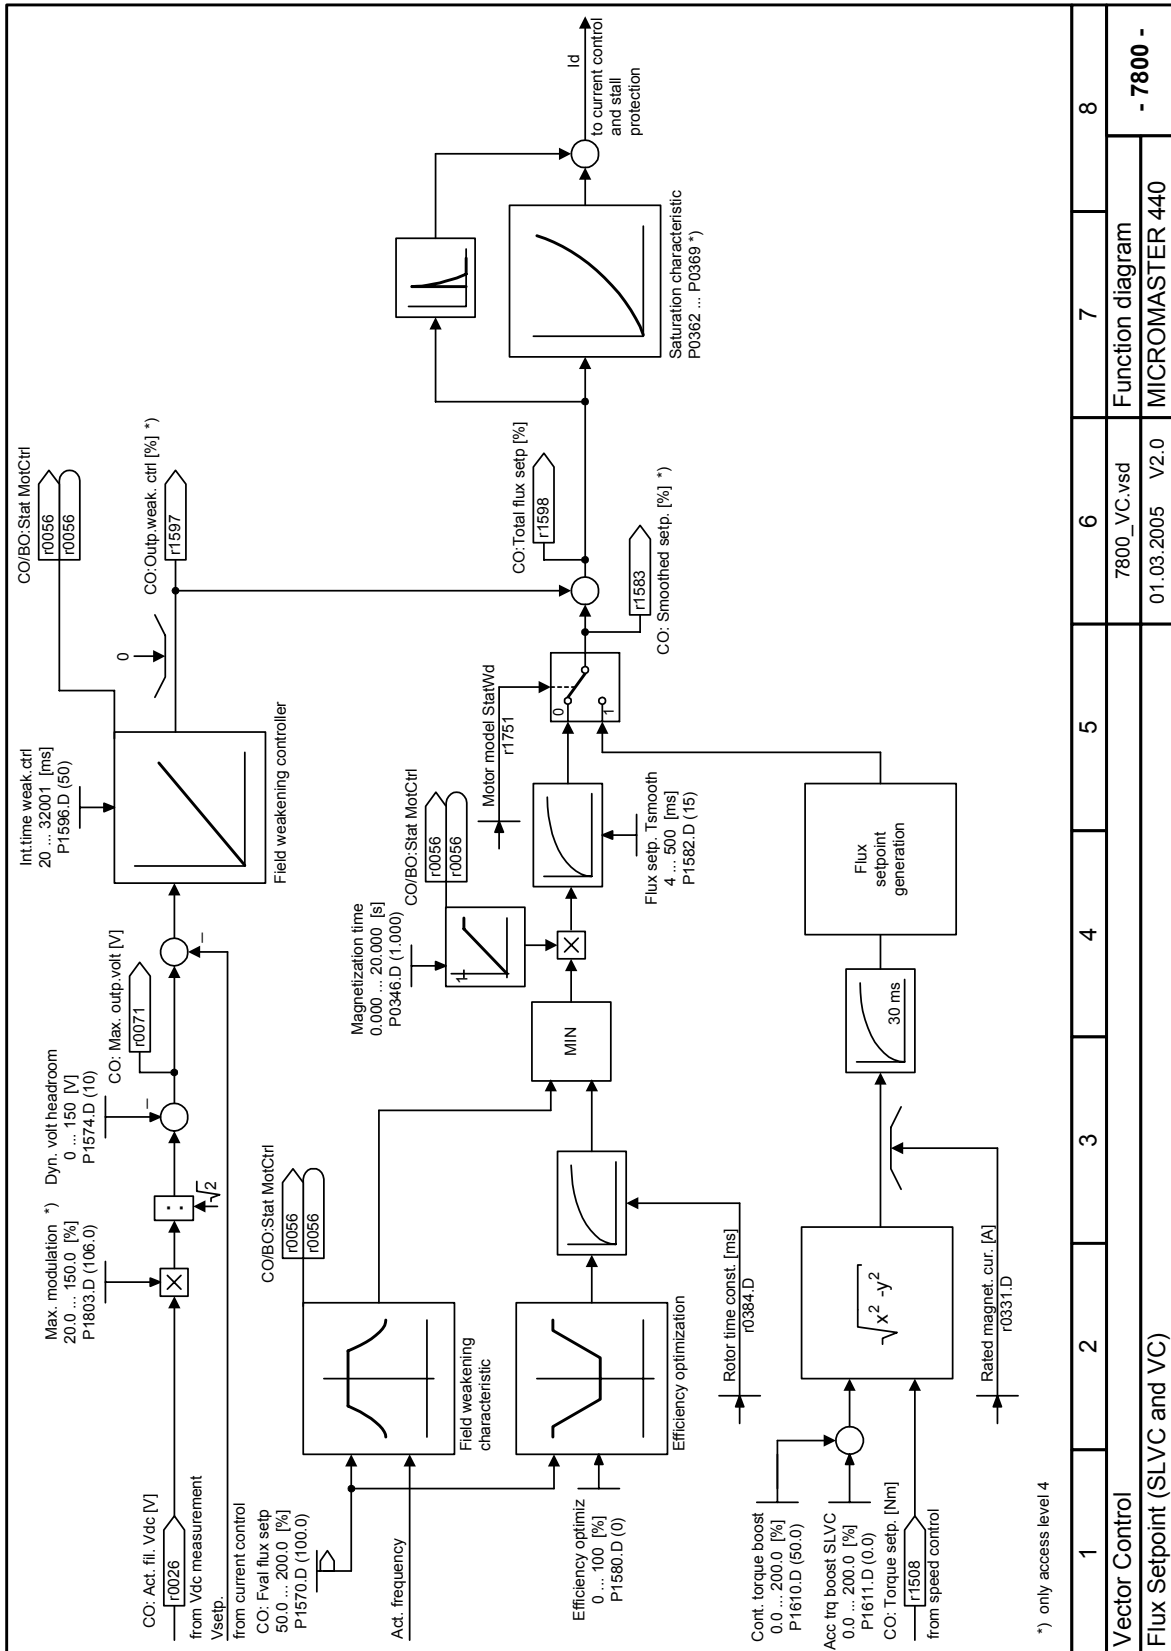 CO: Act. fil. Vdc [V]
r0026
from Vdc measurement
Vsetp.
from current control
Max. modulation *)
20.0 ... 150.0 [%]
P1803.D (106.0)
√2
Dyn. volt headroom
0 ... 150 [V]
P1574.D (10)
–
CO: Max. outp.volt [V]
r0071
–
Int.time weak.ctrl
20 ... 32001 [ms]
P1596.D (50)
Field weakening controller
CO/BO:Stat MotCtrl
r0056
r0056
0
CO:Outp.weak. ctrl [%] *)
r1597
CO: Fval flux setp
50.0 ... 200.0 [%]
P1570.D (100.0)
Act. frequency
Field weakening
characteristic
CO/BO:Stat MotCtrl
r0056
r0056
Efficiency optimiz
0 ... 100 [%]
P1580.D (0)
Efficiency optimization
Rotor time const. [ms]
r0384.D
MIN
Magnetization time
0.000 ... 20.000 [s]
P0346.D (1.000)
1
CO/BO:Stat MotCtrl
r0056
r0056
Flux setp. Tsmooth
4 ... 500 [ms]
P1582.D (15)
Motor model StatWd
r1751
0
1
CO:Total flux setp [%]
r1598
r1583
CO: Smoothed setp. [%] *)
Saturation characteristic
P0362 ... P0369 *)
Id
to current control
and stall
protection
Cont. torque boost
0.0 ... 200.0 [%]
P1610.D (50.0)
Acc trq boost SLVC
0.0 ... 200.0 [%]
P1611.D (0.0)
CO: Torque setp. [Nm]
r1508
from speed control
√x² -y²
Rated magnet. cur. [A]
r0331.D
30 ms
Flux
setpoint
generation
*) only access level 4
1 2 3 4 5 6 7 8
Vector Control
7800_VC.vsd
Function diagram
- 7800 -
Flux Setpoint (SLVC and VC)
01.03.2005 V2.0
MICROMASTER 440